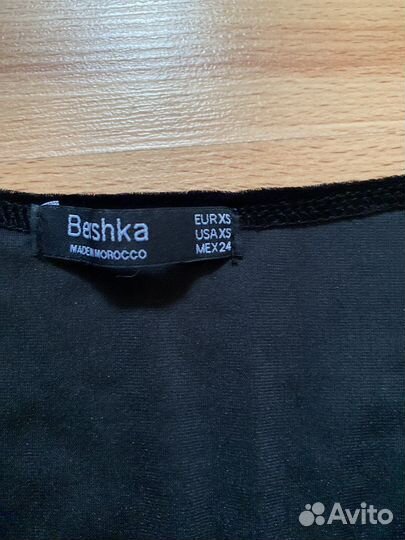 Bershka
MADE IN MOROCCO
EUR XS
USA XS
MEX 24
Avito